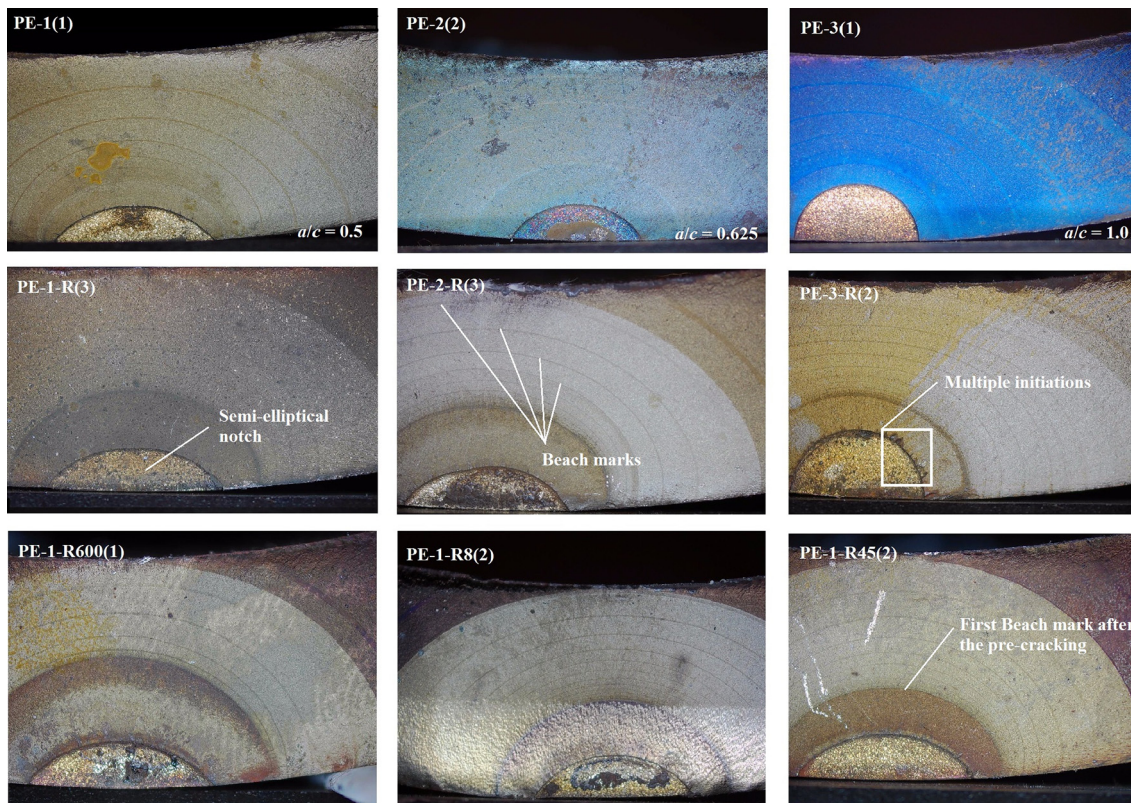 PE-1(1)
a/c = 0.5
PE-2(2)
a/c = 0.625
PE-3(1)
a/c = 1.0
PE-1-R(3)
Semi-elliptical
notch
PE-2-R(3)
Beach marks
PE-3-R(2)
Multiple initiations
PE-1-R600(1)
PE-1-R8(2)
PE-1-R45(2)
First Beach mark after
the pre-cracking